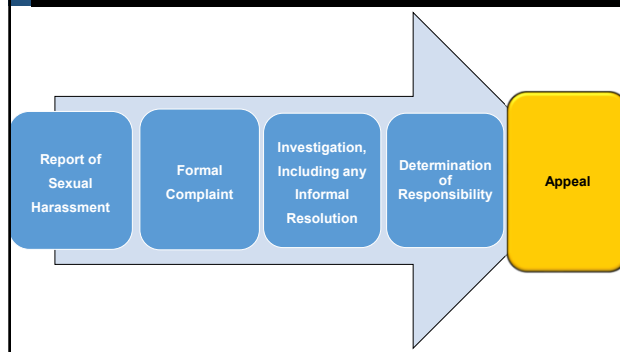 Report of
Sexual
Harassment
Formal
Complaint
Investigation,
Including any
Informal
Resolution
Determination
of
Responsibility
Appeal